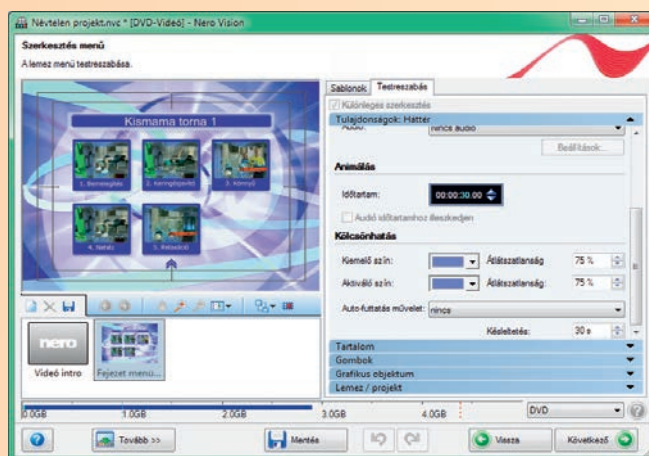 Névtelen projekt.nvc * [DVD-Videó] - Nero Vision
Szerkesztés menü
A lemez menü testreszabása.
Kismama torna 1
1. Bemelegítés
2. Keringésjavító
3. Könnyű
4. Nehéz
5. Relaxáció
nero
Videó intro
Fejezet menü...
Sablonok Testreszabás
Különleges szerkesztés
Tulajdonságok: Háttér
Audió: nincs audió
Beállítások...
Animálás
Időtartam: 00:00:30.00
Audió időtartamhoz illeszkedjen
Kölcsönhatás
Kiemelő szín: Átlátszatlanság 75 %
Aktiváló szín: Átlátszatlanság: 75 %
Auto-futtatás művelet: nincs
Késleltetés: 30 s
Tartalom
Gombok
Grafikus objektum
Lemez / projekt
0.0GB 1.0GB 2.0GB 3.0GB 4.0GB DVD
Tovább >> Mentés Vissza Következő